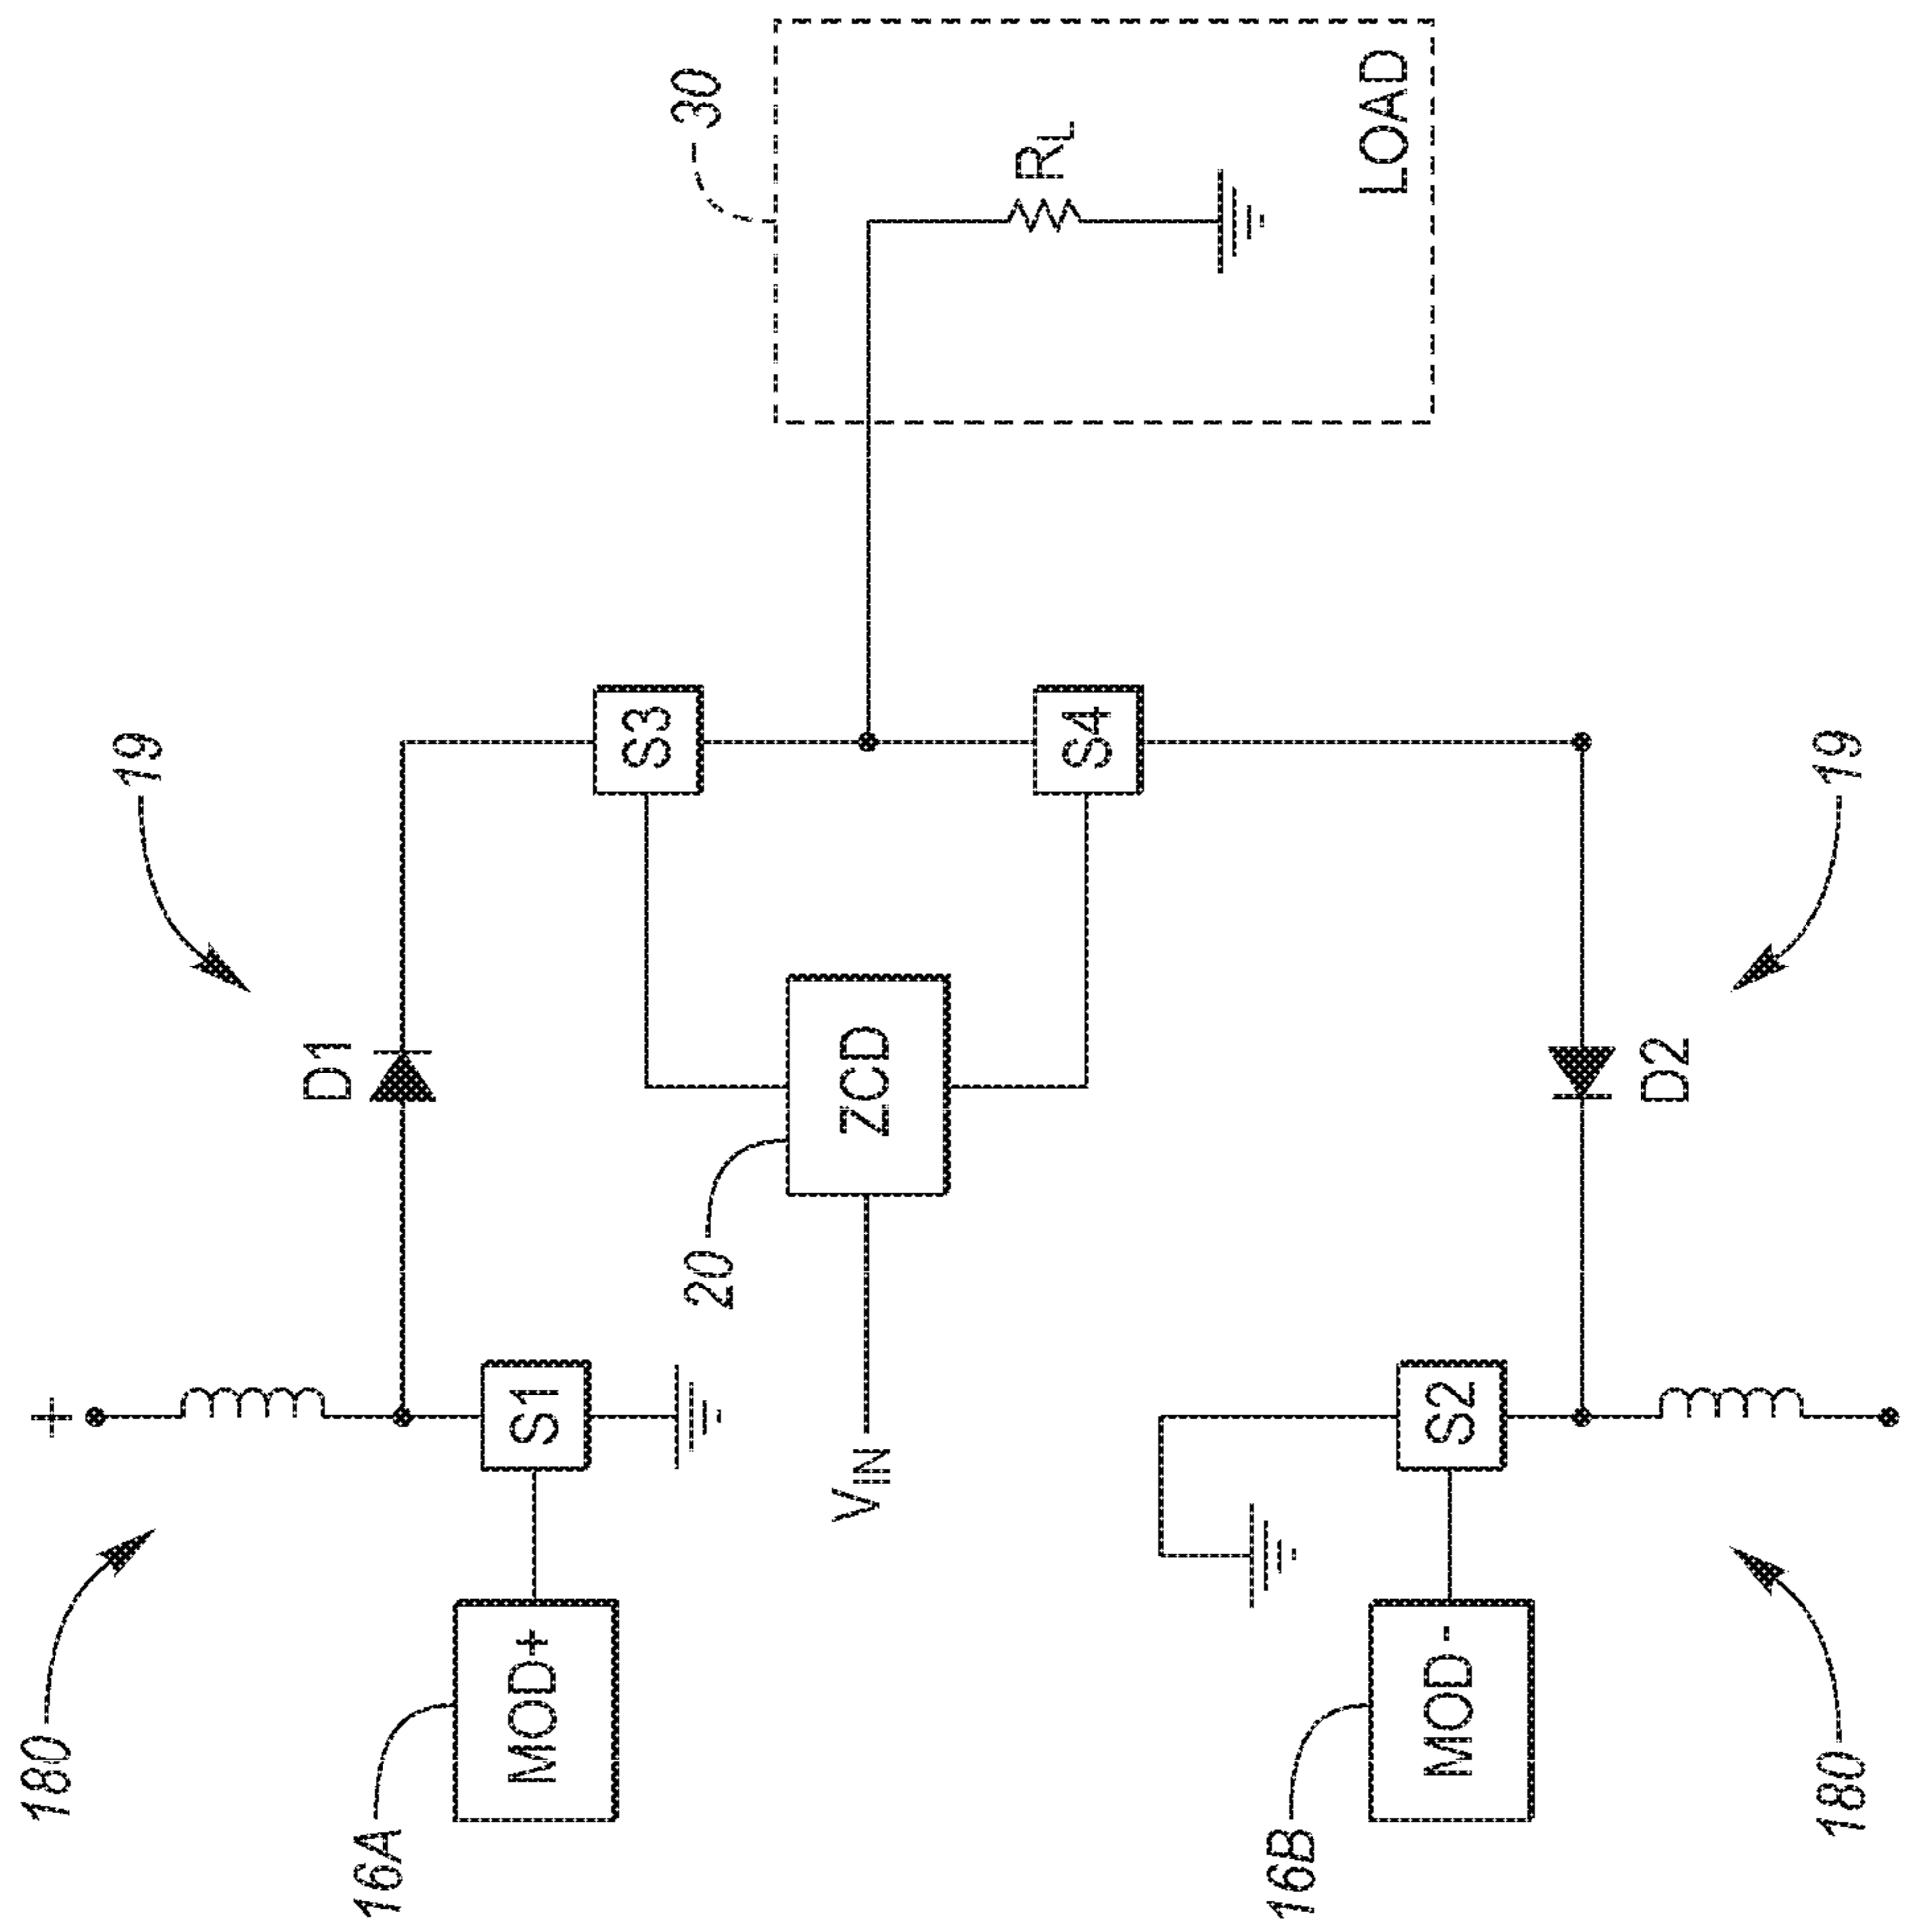 180
+
19
D1
16A
MOD+
S1
S3
30
20
VIN
ZCD
RL
S4
16B
LOAD
MOD -
S2
D2
180
19